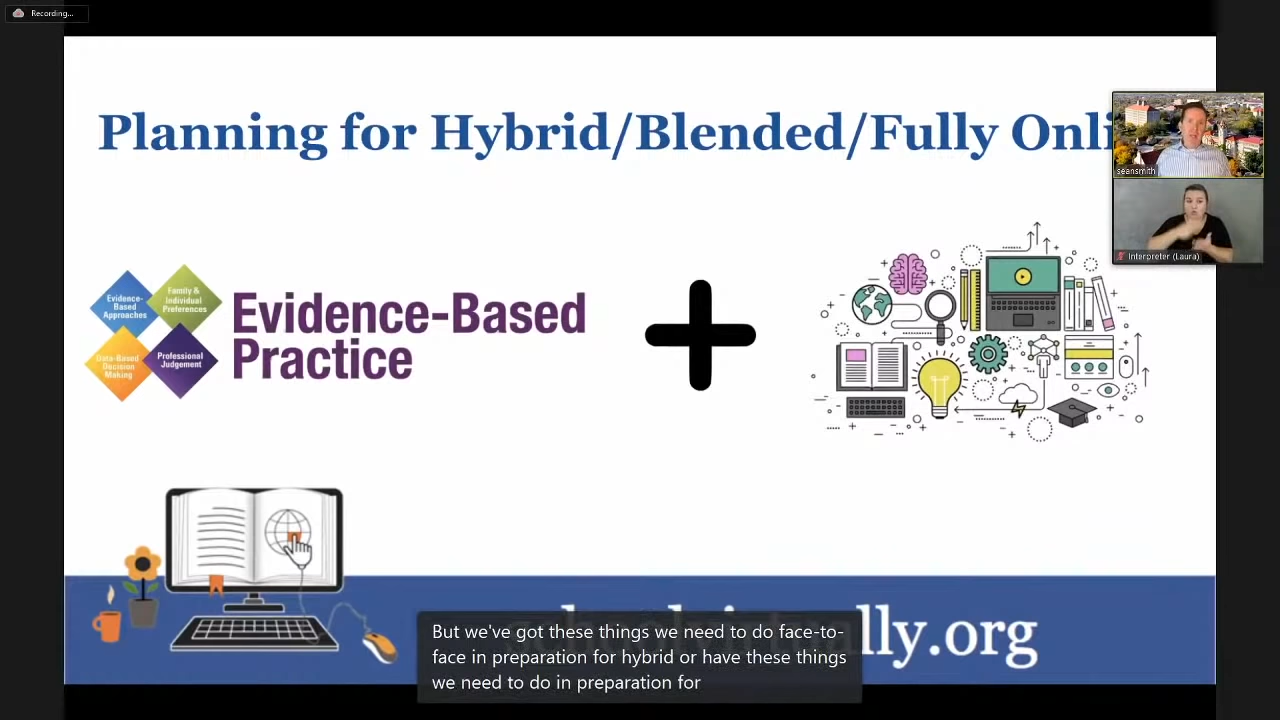 Recording...
Planning for Hybrid/Blended/Fully Onli
seansmith
Interpreter (Laura)
Evidence-
Based
Approaches
Family &
Individual
Preferences
Data-Based
Decision
Making
Professional
Judgement
Evidence-Based
Practice
But we've got these things we need to do face-to-
face in preparation for hybrid or have these things
we need to do in preparation for
ally.org